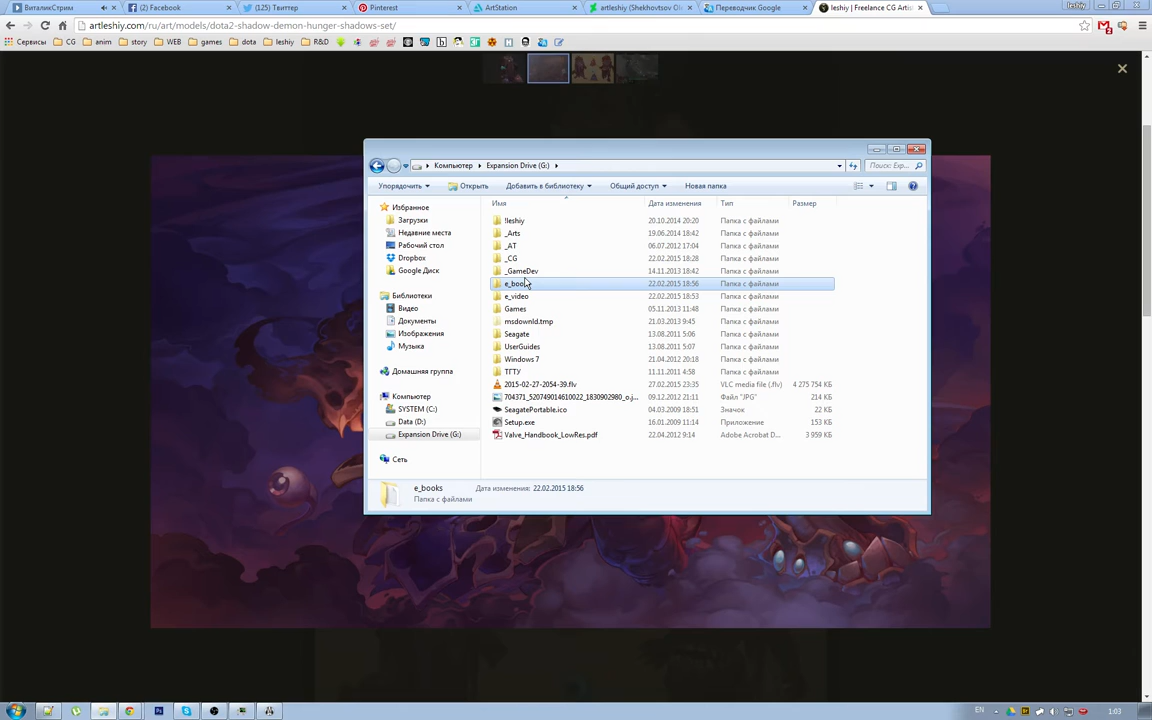 ВиталикСтрим
(2) Facebook
(125) Твиттер
Pinterest
ArtStation
artleshiy (Shekhovtsov Ol
Переводчик Google
leshiy | Freelance CG Artis
leshiy
artleshiy.com/ru/art/models/dota2-shadow-demon-hunger-shadows-set/
Сервисы CG anim story WEB games dota leshiy R&D
Компьютер Expansion Drive (G:) Поиск: Exp...
Упорядочить Открыть Добавить в библиотеку Общий доступ Новая папка
Избранное
Загрузки
Недавние места
Рабочий стол
Dropbox
Google Диск
Библиотеки
Видео
Документы
Изображения
Музыка
Домашняя группа
Компьютер
SYSTEM (C:)
Data (D:)
Expansion Drive (G:)
Сеть
Имя Дата изменения Тип Размер
!leshiy 20.10.2014 20:20 Папка с файлами
_Arts 19.06.2014 18:42 Папка с файлами
_AT 06.07.2012 17:04 Папка с файлами
_CG 22.02.2015 18:28 Папка с файлами
_GameDev 14.11.2013 18:42 Папка с файлами
e_books 22.02.2015 18:56 Папка с файлами
e_video 22.02.2015 18:53 Папка с файлами
Games 05.11.2013 11:48 Папка с файлами
msdownld.tmp 21.03.2013 9:45 Папка с файлами
Seagate 13.08.2011 5:06 Папка с файлами
UserGuides 13.08.2011 5:07 Папка с файлами
Windows 7 21.04.2012 20:18 Папка с файлами
ТГТУ 11.11.2011 4:58 Папка с файлами
2015-02-27-2054-39.flv 27.02.2015 23:35 VLC media file (.flv) 4 275 754 КБ
704371_520749014610022_1830902980_o.j... 09.12.2012 21:11 Файл "JPG" 214 КБ
SeagatePortable.ico 04.03.2009 18:51 Значок 22 КБ
Setup.exe 16.01.2009 11:14 Приложение 153 КБ
Valve_Handbook_LowRes.pdf 22.04.2012 9:14 Adobe Acrobat D... 3 959 КБ
e_books Дата изменения: 22.02.2015 18:56
Папка с файлами
EN 1:03